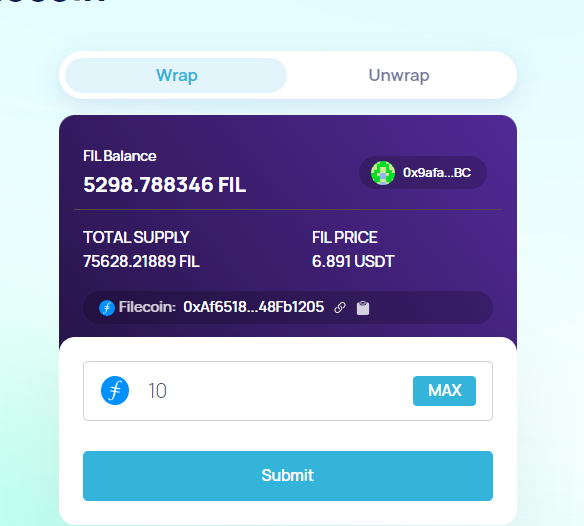 Wrap Unwrap
FIL Balance
5298.788346 FIL
0x9afa...BC
TOTAL SUPPLY FIL PRICE
75628.21889 FIL 6.891 USDT
Filecoin: 0xAf6518...48Fb1205
10 MAX
Submit